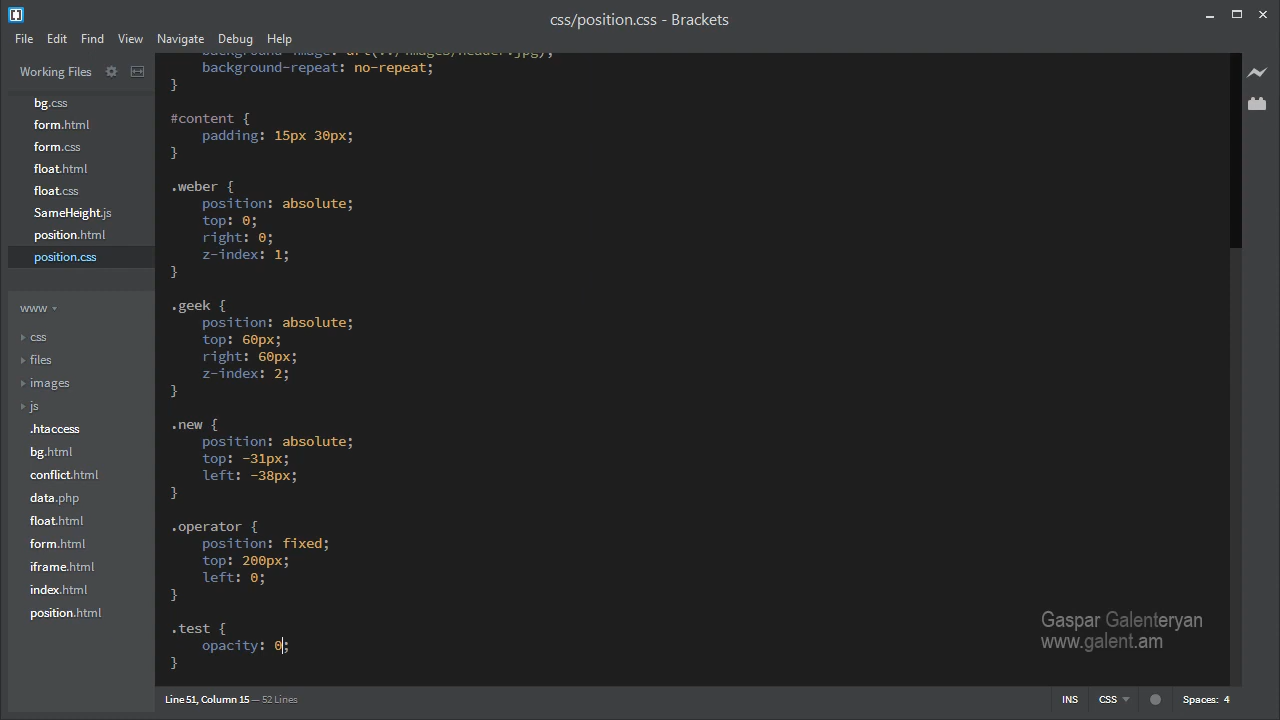 css/position.css - Brackets
File Edit Find View Navigate Debug Help
Working Files
bg.css
form.html
form.css
float.html
float.css
SameHeight.js
position.html
position.css
www
css
files
images
js
.htaccess
bg.html
conflict.html
data.php
float.html
form.html
iframe.html
index.html
position.html
background-repeat: no-repeat;
}
#content {
padding: 15px 30px;
}
.weber {
position: absolute;
top: 0;
right: 0;
z-index: 1;
}
.geek {
position: absolute;
top: 60px;
right: 60px;
z-index: 2;
}
.new {
position: absolute;
top: -31px;
left: -38px;
}
.operator {
position: fixed;
top: 200px;
left: 0;
}
.test {
opacity: 0;
}
Gaspar Galenteryan
www.galent.am
Line 51, Column 15 — 52 Lines
INS CSS Spaces: 4